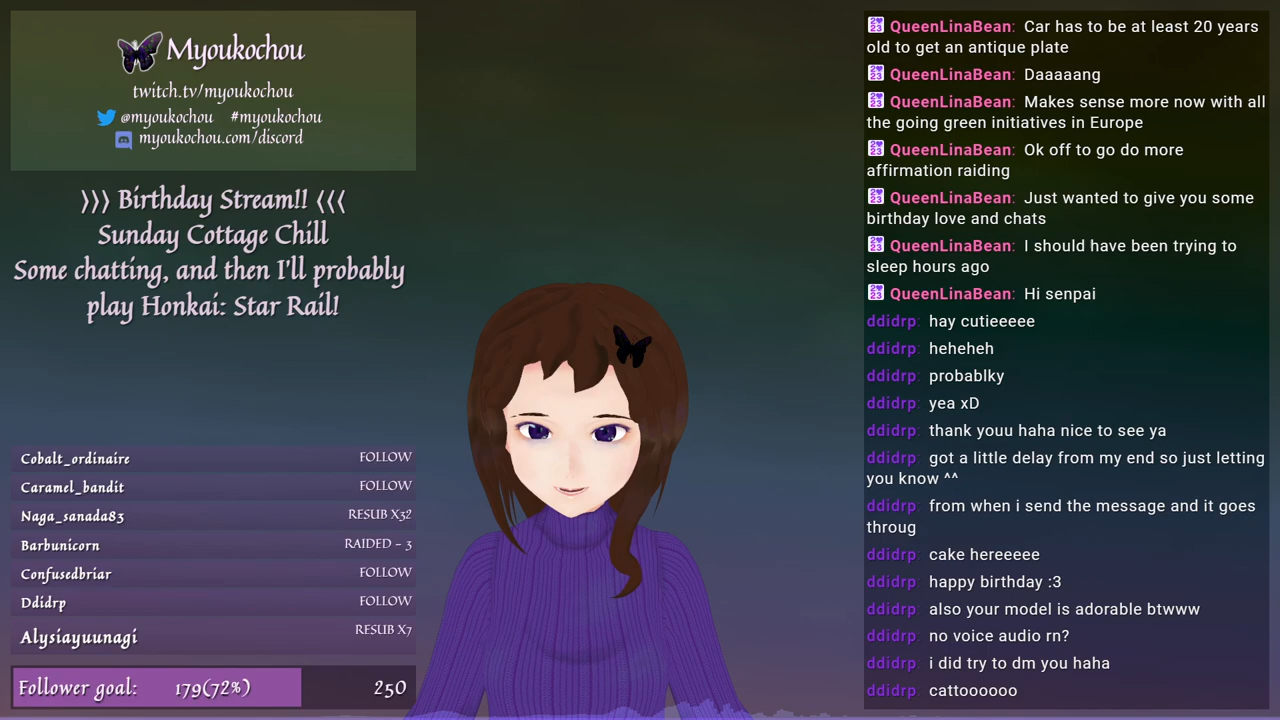 Myoukochou
twitch.tv/myoukochou
@myoukochou #myoukochou
myoukochou.com/discord
⟩⟩⟩ Birthday Stream!! ⟨⟨⟨
Sunday Cottage Chill
Some chatting, and then I'll probably
play Honkai: Star Rail!
Cobalt_ordinaire FOLLOW
Caramel_bandit FOLLOW
Naga_sanada83 RESUB X32
Barbunicorn RAIDED - 3
Confusedbriar FOLLOW
Ddidrp FOLLOW
Alysiayuunagi RESUB X7
Follower goal: 179(72%) 250
QueenLinaBean: Car has to be at least 20 years
old to get an antique plate
QueenLinaBean: Daaaaang
QueenLinaBean: Makes sense more now with all
the going green initiatives in Europe
QueenLinaBean: Ok off to go do more
affirmation raiding
QueenLinaBean: Just wanted to give you some
birthday love and chats
QueenLinaBean: I should have been trying to
sleep hours ago
QueenLinaBean: Hi senpai
ddidrp: hay cutieeeee
ddidrp: heheheh
ddidrp: probablky
ddidrp: yea xD
ddidrp: thank youu haha nice to see ya
ddidrp: got a little delay from my end so just letting
you know ^^
ddidrp: from when i send the message and it goes
throug
ddidrp: cake hereeeee
ddidrp: happy birthday :3
ddidrp: also your model is adorable btwww
ddidrp: no voice audio rn?
ddidrp: i did try to dm you haha
ddidrp: cattoooooo